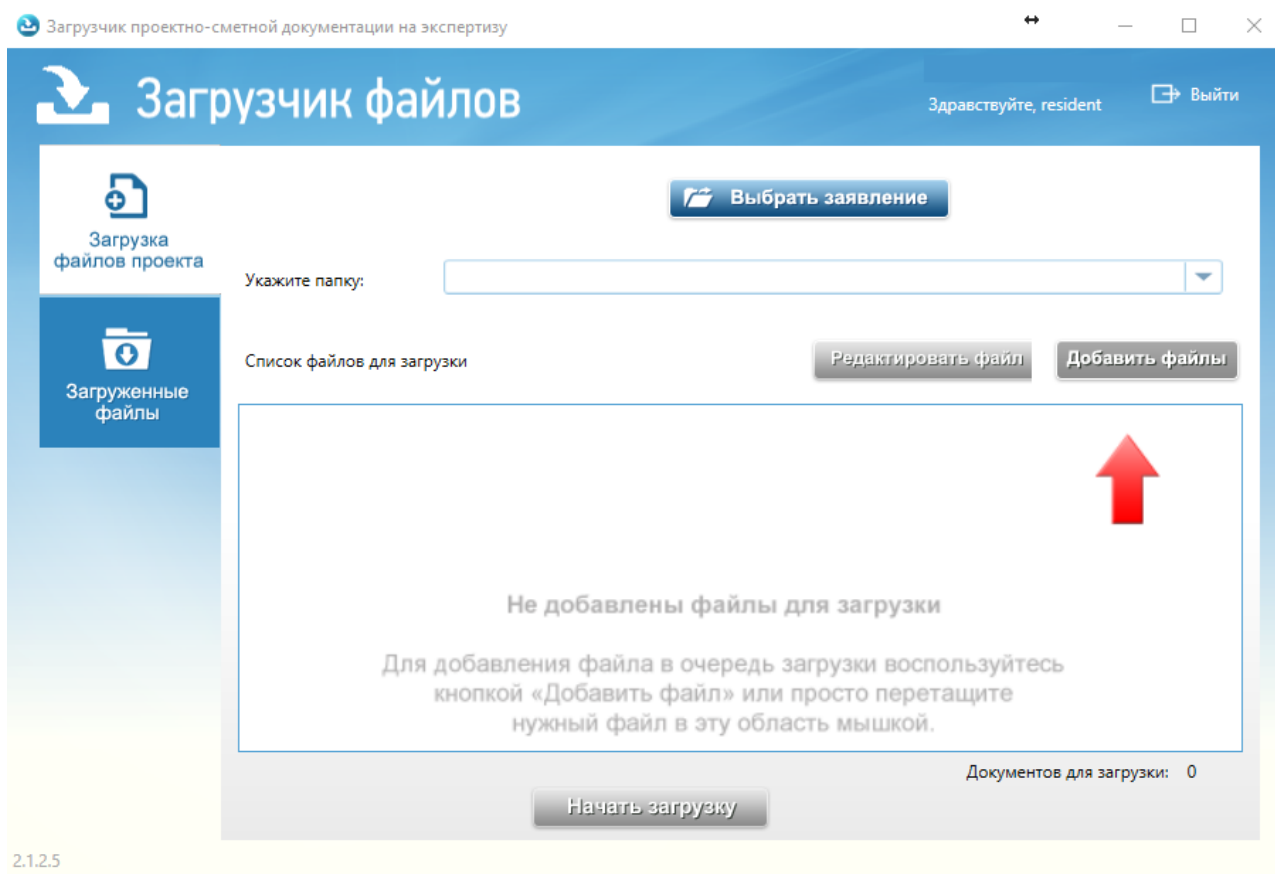 Загрузчик проектно-сметной документации на экспертизу
Загрузчик файлов
Здравствуйте, resident
Выйти
Загрузка
файлов проекта
Выбрать заявление
Укажите папку:
Загруженные
файлы
Список файлов для загрузки
Редактировать файл
Добавить файлы
Не добавлены файлы для загрузки
Для добавления файла в очередь загрузки воспользуйтесь
кнопкой «Добавить файл» или просто перетащите
нужный файл в эту область мышкой.
Документов для загрузки: 0
Начать загрузку
2.1.2.5